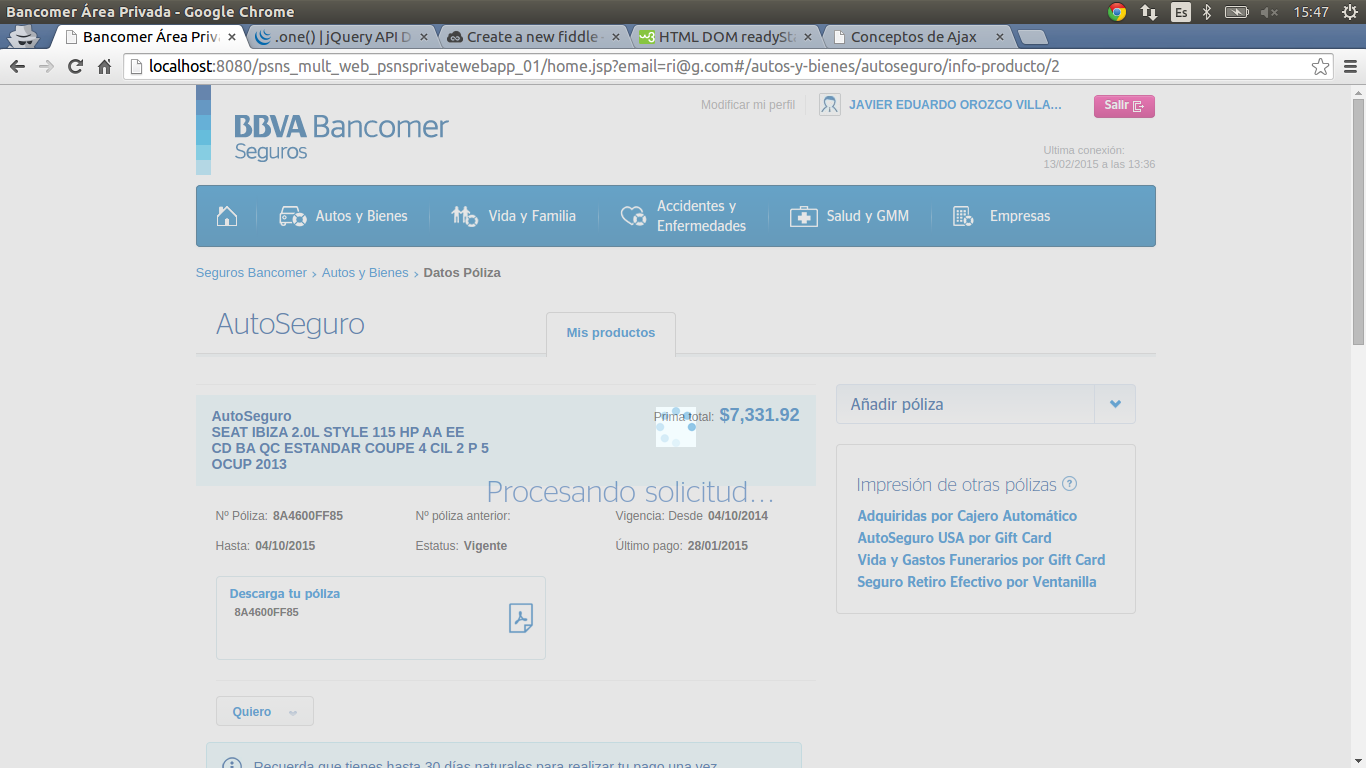 Bancomer Área Privada - Google Chrome
Es
15:47
Bancomer Área Priv
.one() | jQuery API D
Create a new fiddle
HTML DOM readySta
Conceptos de Ajax
localhost:8080/psns_mult_web_psnsprivatewebapp_01/home.jsp?email=ri@g.com#/autos-y-bienes/autoseguro/info-producto/2
Modificar mi perfil
JAVIER EDUARDO OROZCO VILLA...
Salir
BBVA Bancomer
Seguros
Ultima conexión:
13/02/2015 a las 13:36
Autos y Bienes
Vida y Familia
Accidentes y
Enfermedades
Salud y GMM
Empresas
Seguros Bancomer › Autos y Bienes › Datos Póliza
AutoSeguro
Mis productos
AutoSeguro
SEAT IBIZA 2.0L STYLE 115 HP AA EE
CD BA QC ESTANDAR COUPE 4 CIL 2 P 5
OCUP 2013
Prima total: $7,331.92
Procesando solicitud...
Nº Póliza: 8A4600FF85
Nº póliza anterior:
Vigencia: Desde 04/10/2014
Hasta: 04/10/2015
Estatus: Vigente
Último pago: 28/01/2015
Descarga tu póliza
8A4600FF85
Quiero
Recuerda que tienes hasta 30 días naturales para realizar tu pago una vez
Añadir póliza
Impresión de otras pólizas ?
Adquiridas por Cajero Automático
AutoSeguro USA por Gift Card
Vida y Gastos Funerarios por Gift Card
Seguro Retiro Efectivo por Ventanilla